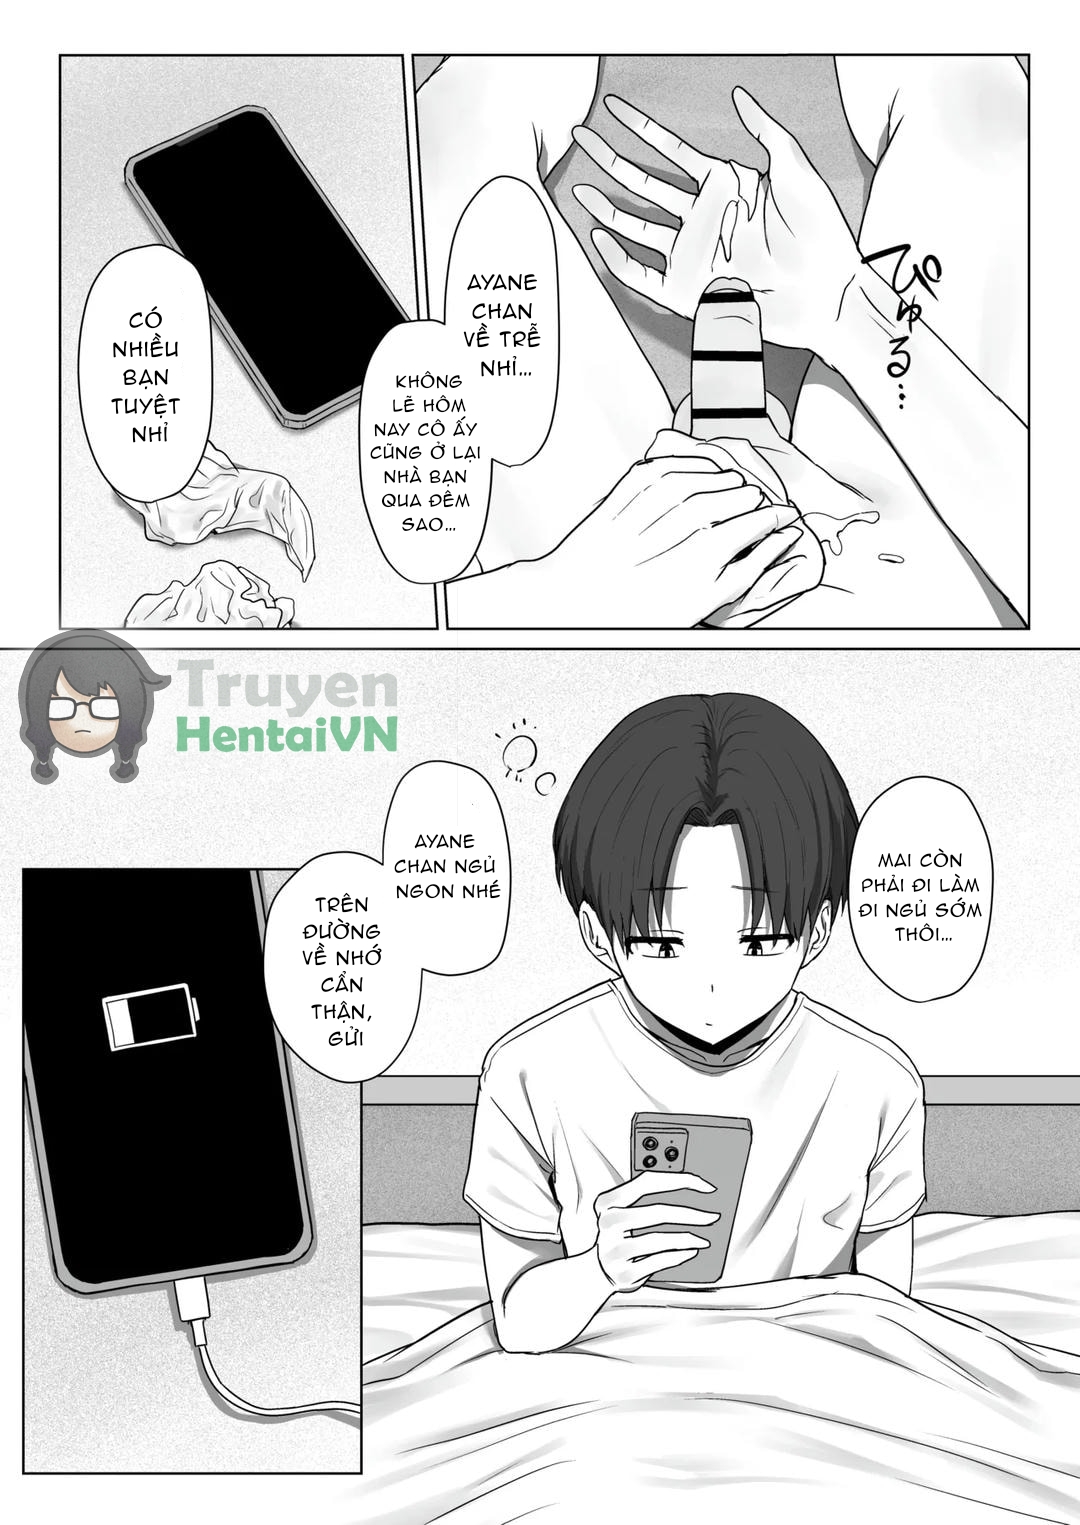 AYANE
CHAN
VỀ TRỄ
NHỈ...
KHÔNG
LẼ HÔM
NAY CÔ ẤY
CŨNG Ở LẠI
NHÀ BẠN
QUA ĐÊM
SAO...
ぴゅる...
CÓ
NHIỀU
BẠN
TUYỆT
NHỈ
Truyen
HentaiVN
MAI CÒN
PHẢI ĐI LÀM
ĐI NGỦ SỚM
THÔI...
AYANE
CHAN NGỦ
NGON NHÉ
TRÊN
ĐƯỜNG
VỀ NHỚ
CẨN
THẬN,
GỬI